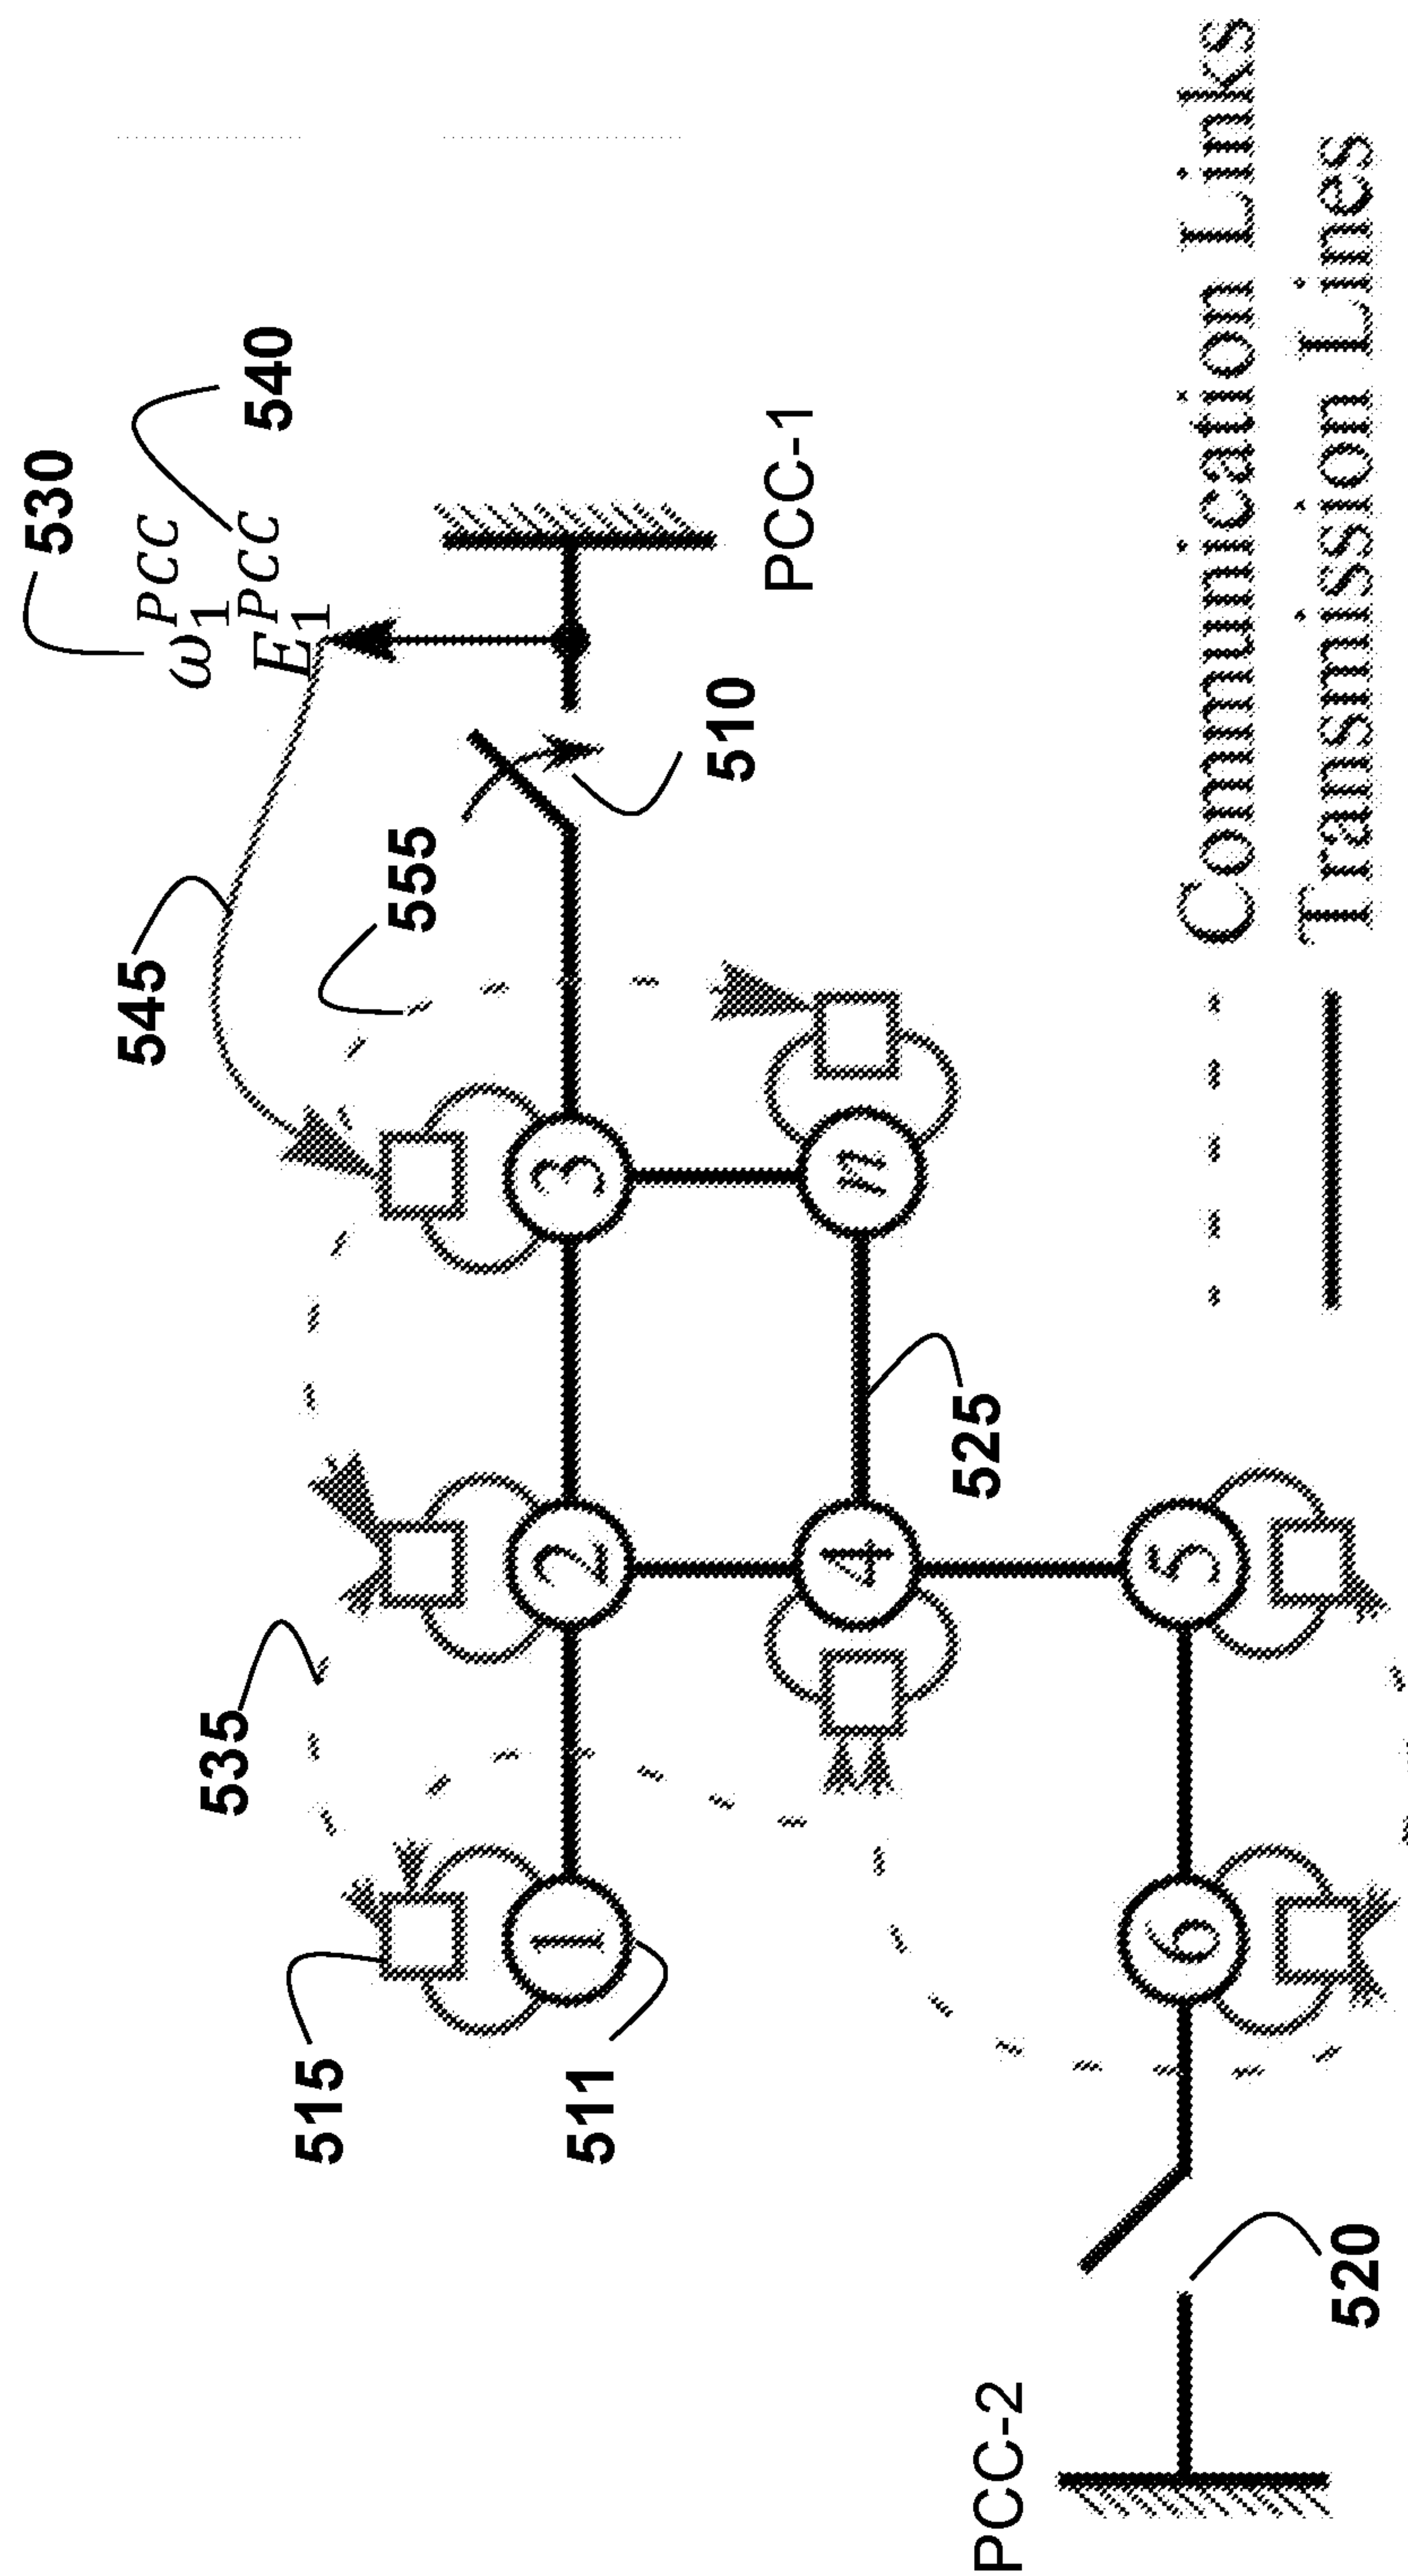 530
540
ω₁ᴾᶜᶜ
E₁ᴾᶜᶜ
545
555
510
PCC-1
535
515
511
1
2
3
4
n
525
6
5
PCC-2
520
Communication Links
Transmission Lines